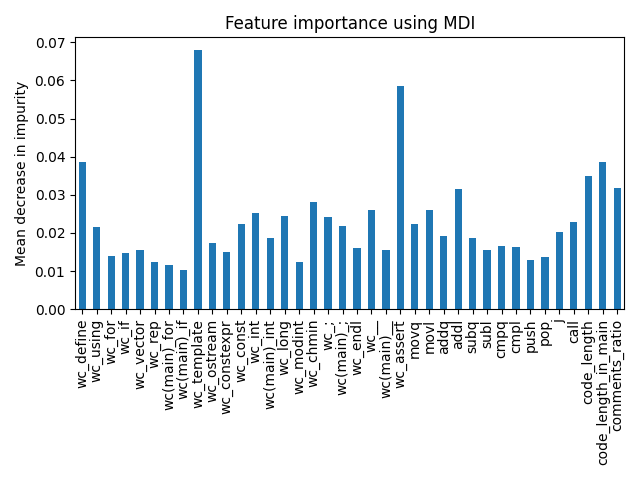 Feature importance using MDI
Mean decrease in impurity
0.07
0.06
0.05
0.04
0.03
0.02
0.01
0.00
wc_define
wc_using
wc_for
wc_if
wc_vector
wc_rep
wc(main)_for
wc(main)_if
wc_template
wc_ostream
wc_constexpr
wc_const
wc_int
wc(main)_int
wc_long
wc_modint
wc_chmin
wc_;
wc(main)_;
wc_endl
wc__
wc(main)__
wc_assert
movq
movl
addq
addl
subq
subl
cmpq
cmpl
push
pop
j
call
code_length
code_length_in_main
comments_ratio